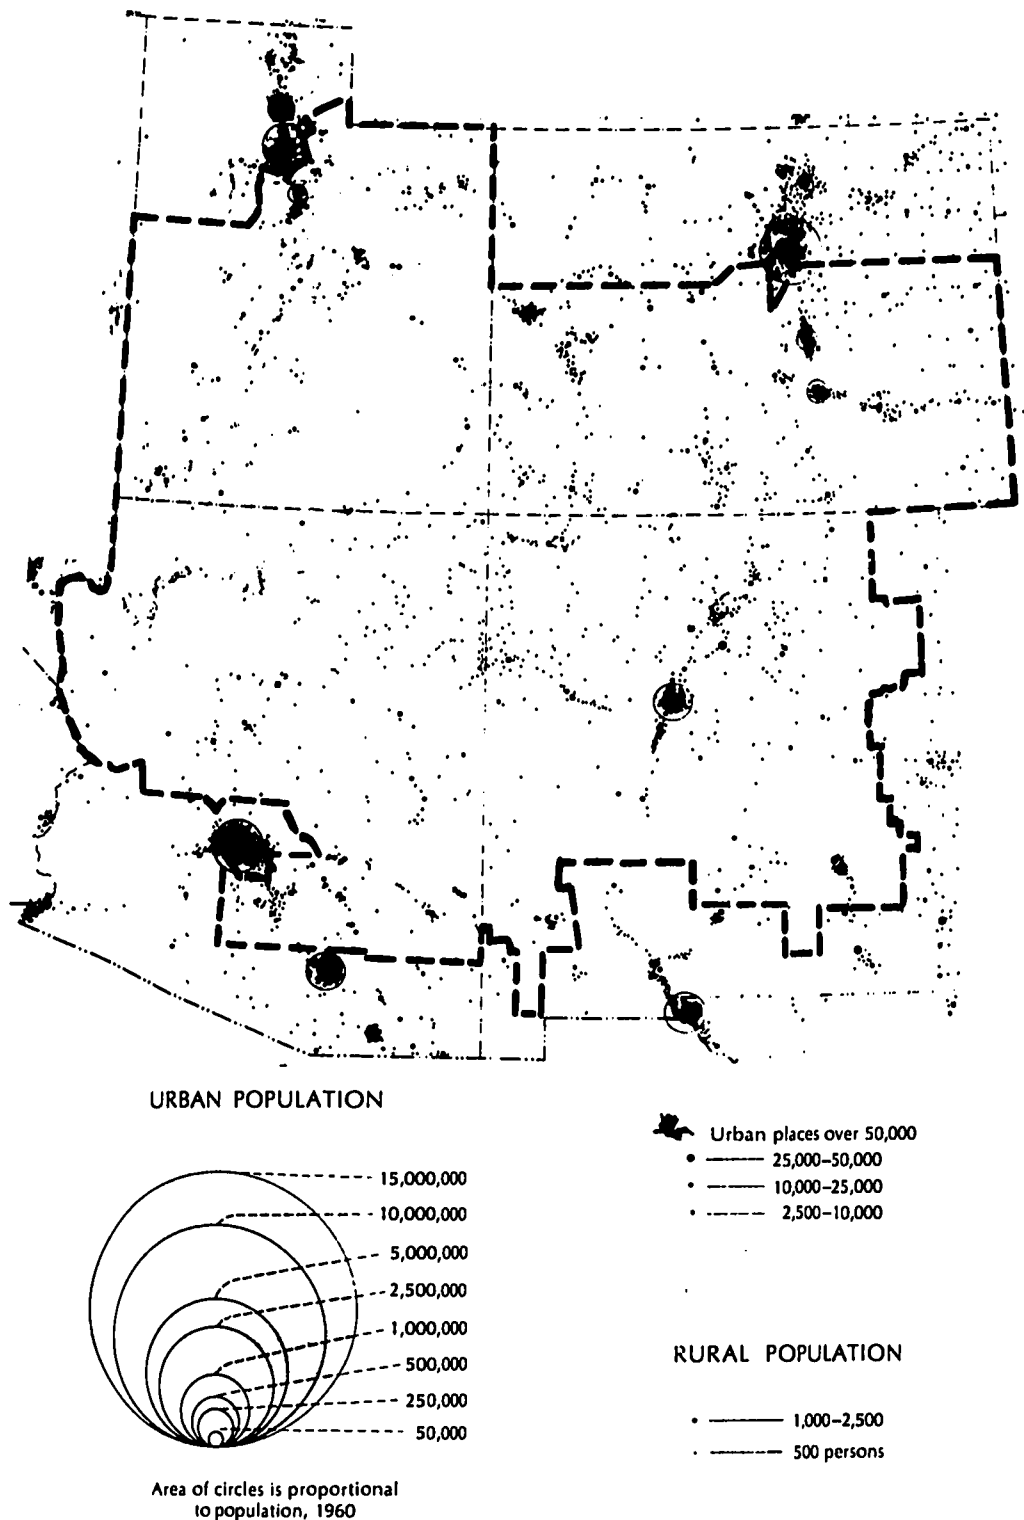 URBAN POPULATION
15,000,000
10,000,000
5,000,000
2,500,000
1,000,000
500,000
250,000
50,000
Area of circles is proportional
to population, 1960
Urban places over 50,000
25,000–50,000
10,000–25,000
2,500–10,000
RURAL POPULATION
1,000–2,500
500 persons